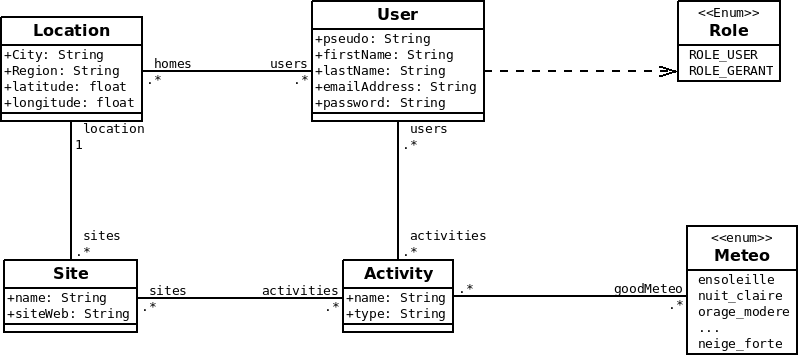 Location
+City: String
+Region: String
+latitude: float
+longitude: float
homes
.*
users
.*
User
+pseudo: String
+firstName: String
+lastName: String
+emailAddress: String
+password: String
<<Enum>>
Role
ROLE_USER
ROLE_GERANT
location
1
users
.*
sites
.*
activities
.*
Site
+name: String
+siteWeb: String
sites
.*
activities
.*
Activity
+name: String
+type: String
.*
goodMeteo
.*
<<enum>>
Meteo
ensoleille
nuit_claire
orage_modere
...
neige_forte